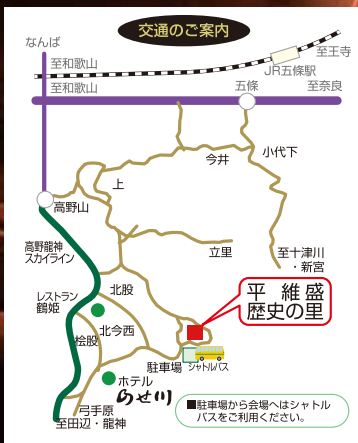 交通のご案内
なんば
至和歌山
至王寺
JR五條駅
至和歌山
五條
至奈良
今井
小代下
上
高野山
高野龍神
スカイライン
立里
至十津川
・新宮
北股
レストラン
鶴姫
平維盛
歴史の里
北今西
桧股
駐車場
シャトルバス
ホテル
らせ川
弓手原
至田辺・龍神
■駐車場から会場へはシャトル
バスをご利用ください。